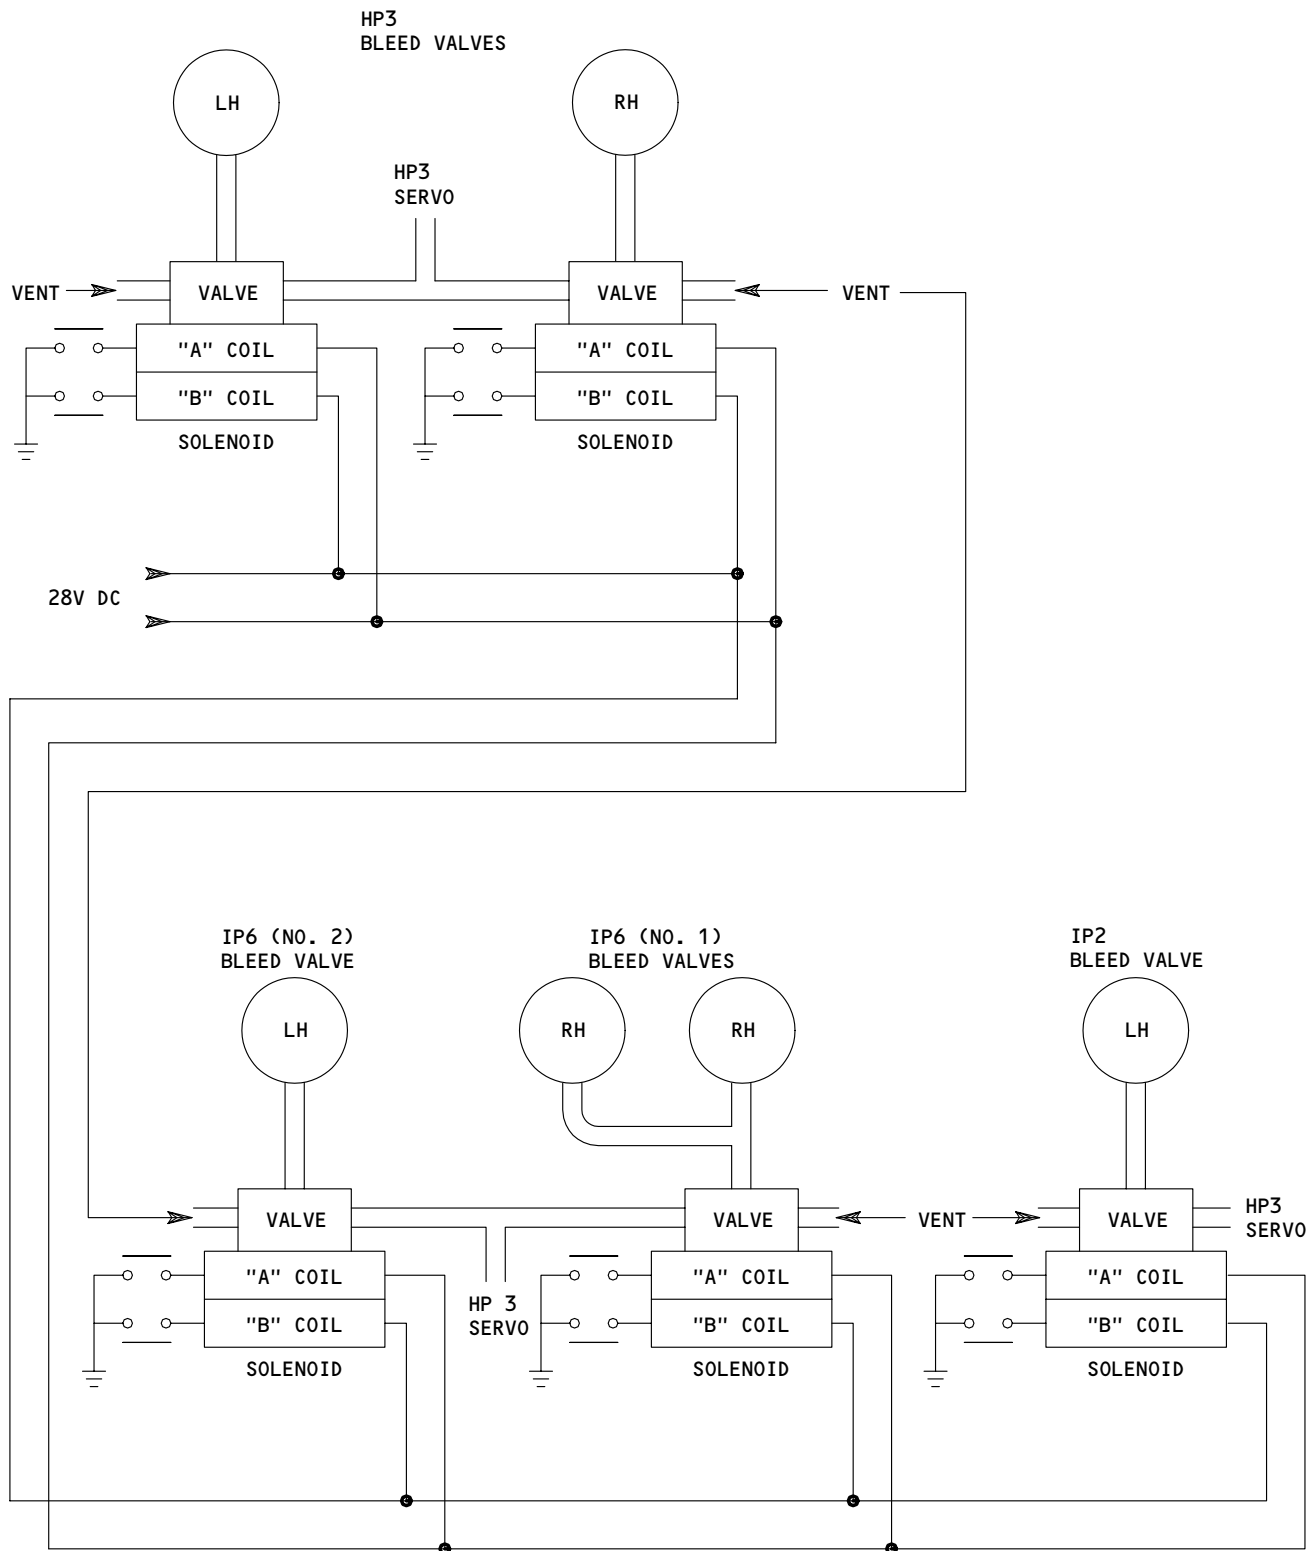 HP3
BLEED VALVES
LH
RH
HP3
SERVO
VENT
VALVE
VALVE
VENT
"A" COIL
"A" COIL
"B" COIL
"B" COIL
SOLENOID
SOLENOID
28V DC
IP6 (NO. 2)
BLEED VALVE
IP6 (NO. 1)
BLEED VALVES
IP2
BLEED VALVE
LH
RH
RH
LH
VALVE
VALVE
VENT
VALVE
HP3
SERVO
"A" COIL
"B" COIL
SOLENOID
HP 3
SERVO
"A" COIL
"B" COIL
SOLENOID
"A" COIL
"B" COIL
SOLENOID